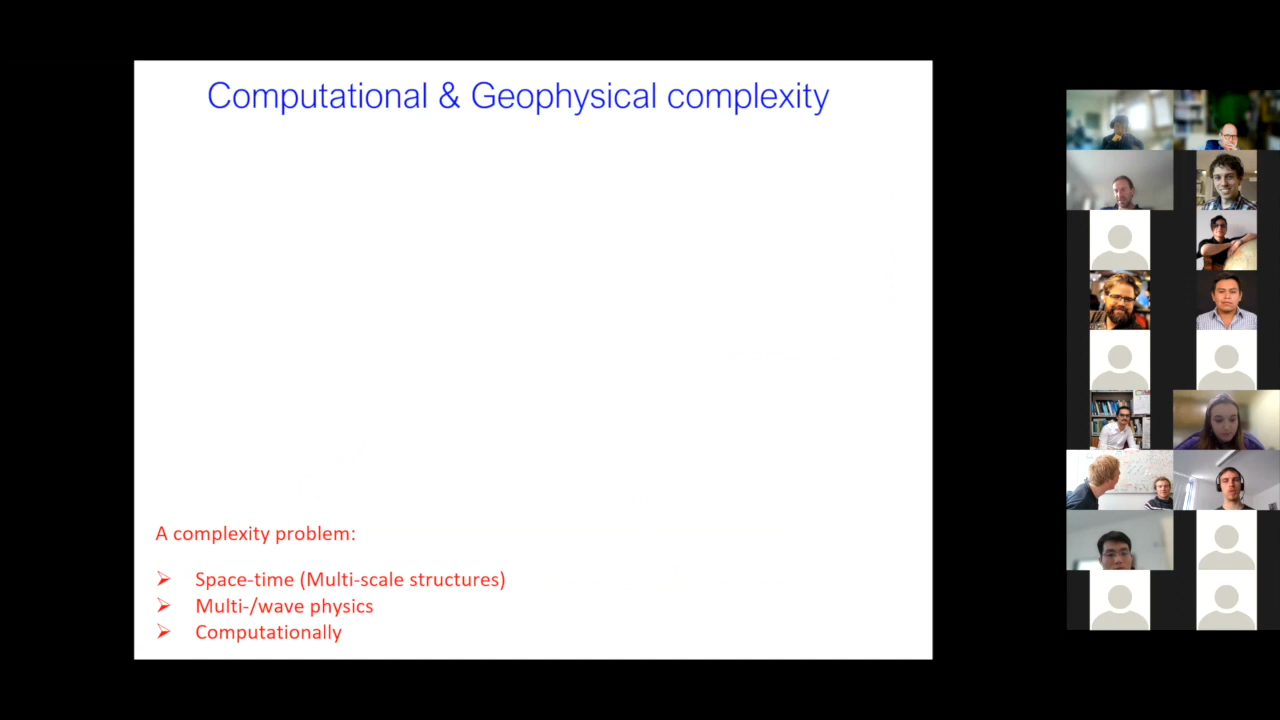 Computational & Geophysical complexity
A complexity problem:
➢ Space-time (Multi-scale structures)
➢ Multi-/wave physics
➢ Computationally